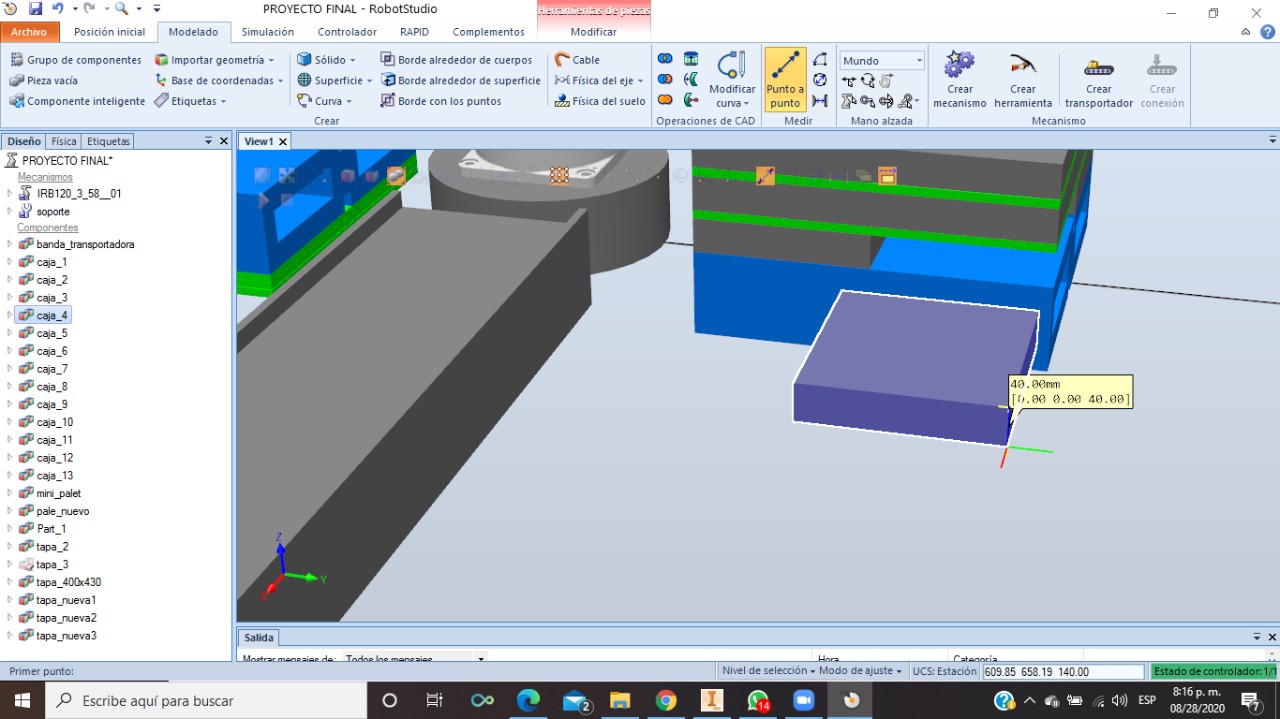 PROYECTO FINAL - RobotStudio
Herramientas de piezas
Archivo
Posición inicial
Modelado
Simulación
Controlador
RAPID
Complementos
Modificar
Grupo de componentes
Importar geometría
Sólido
Borde alrededor de cuerpos
Cable
Pieza vacía
Base de coordenadas
Superficie
Borde alrededor de superficie
Física del eje
Componente inteligente
Etiquetas
Curva
Borde con los puntos
Física del suelo
Modificar
curva
Punto a
punto
Mundo
Crear
mecanismo
Crear
herramienta
Crear
transportador
Crear
conexión
Crear
Operaciones de CAD
Medir
Mano alzada
Mecanismo
Diseño
Física
Etiquetas
View1
PROYECTO FINAL*
Mecanismos
IRB120_3_58__01
soporte
Componentes
banda_transportadora
caja_1
caja_2
caja_3
caja_4
caja_5
caja_6
caja_7
caja_8
caja_9
caja_10
caja_11
caja_12
caja_13
mini_palet
pale_nuevo
Part_1
tapa_2
tapa_3
tapa_400x430
tapa_nueva1
tapa_nueva2
tapa_nueva3
40.00mm
[0.00 0.00 40.00]
Z
Y
X
Salida
Mostrar mensajes de:
Todos los mensajes
Hora
Categoría
Primer punto:
Nivel de selección
Modo de ajuste
UCS: Estación
609.85 658.19 140.00
Estado de controlador: 1/1
Escribe aquí para buscar
2
14
ESP
8:16 p. m.
08/28/2020
7